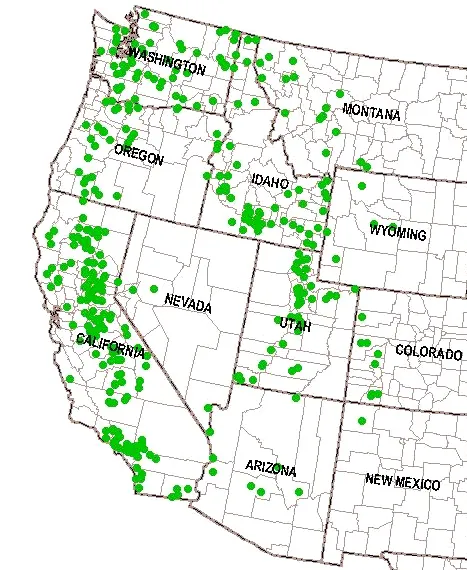 WASHINGTON
MONTANA
OREGON
IDAHO
WYOMING
NEVADA
UTAH
CALIFORNIA
COLORADO
ARIZONA
NEW MEXICO